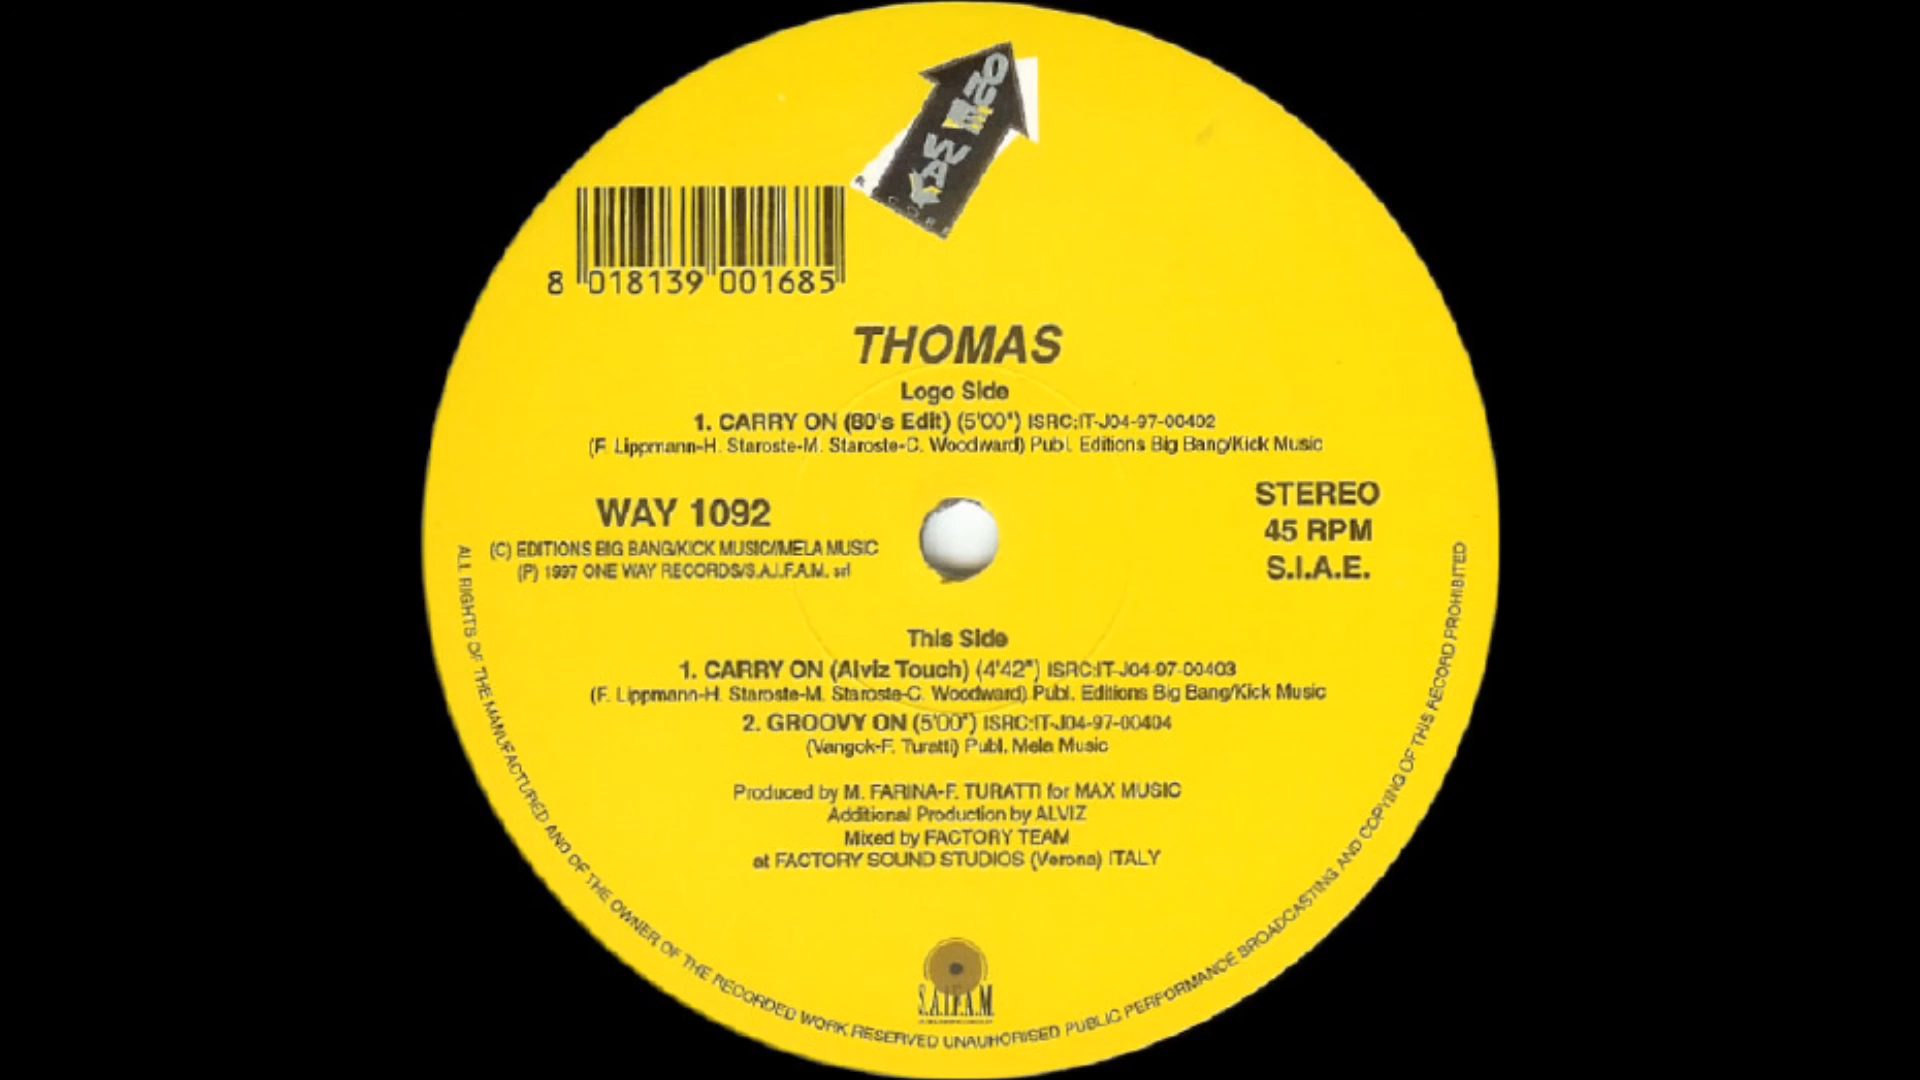 ONE WAY
RECORDS
8 018139 001685
THOMAS
Logo Side
1. CARRY ON (80's Edit) (5'00") ISRC:IT-J04-97-00402
(F. Lippmann-H. Staroste-M. Staroste-C. Woodward) Publ. Editions Big Bang/Kick Music
WAY 1092
(C) EDITIONS BIG BANG/KICK MUSIC/MELA MUSIC
(P) 1997 ONE WAY RECORDS/S.A.I.F.A.M. srl
STEREO
45 RPM
S.I.A.E.
This Side
1. CARRY ON (Alviz Touch) (4'42") ISRC:IT-J04-97-00403
(F. Lippmann-H. Staroste-M. Staroste-C. Woodward) Publ. Editions Big Bang/Kick Music
2. GROOVY ON (5'00") ISRC:IT-J04-97-00404
(Vangok-F. Turatti) Publ. Mela Music
Produced by M. FARINA-F. TURATTI for MAX MUSIC
Additional Production by ALVIZ
Mixed by FACTORY TEAM
at FACTORY SOUND STUDIOS (Verona) ITALY
S.A.I.F.A.M.
ALL RIGHTS OF THE MANUFACTURED AND OF THE OWNER OF THE RECORDED WORK RESERVED UNAUHORISED PUBLIC PERFORMANCE BROADCASTING AND COPYING OF THIS RECORD PROHIBITED